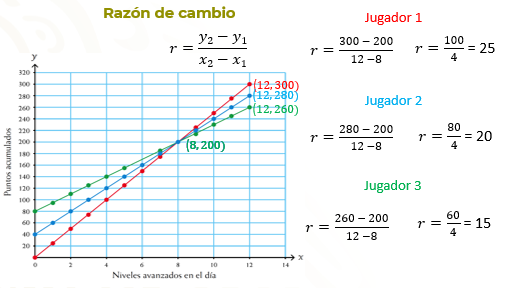 Razón de cambio
r = y₂ − y₁ / x₂ − x₁
y
320
300
280
260
240
220
200
180
160
140
120
100
80
60
40
20
0
0 2 4 6 8 10 12 14 x
Puntos acumulados
Niveles avanzados en el día
(12,300)
(12,280)
(12,260)
(8,200)
Jugador 1
r = 300 − 200 / 12 −8 r = 100 / 4 = 25
Jugador 2
r = 280 − 200 / 12 −8 r = 80 / 4 = 20
Jugador 3
r = 260 − 200 / 12 −8 r = 60 / 4 = 15